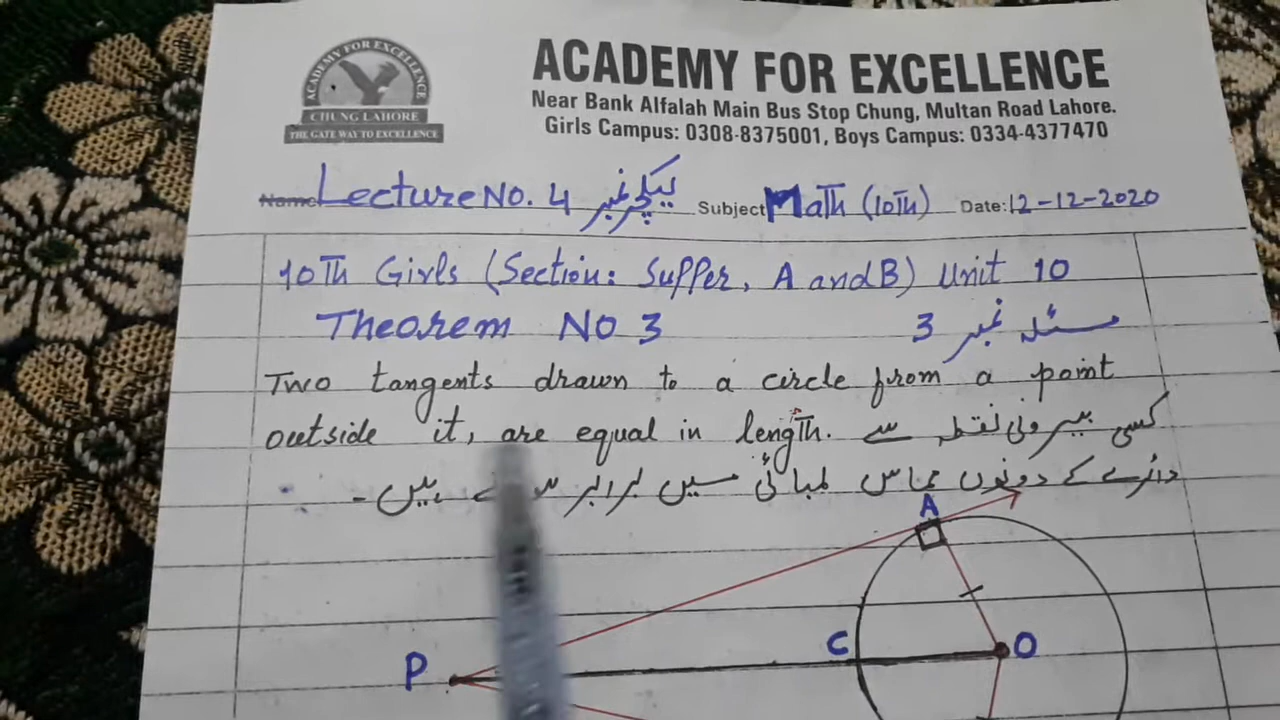 ACADEMY FOR EXCELLENCE
CHUNG LAHORE
THE GATE WAY TO EXCELLENCE
ACADEMY FOR EXCELLENCE
Near Bank Alfalah Main Bus Stop Chung, Multan Road Lahore.
Girls Campus: 0308-8375001, Boys Campus: 0334-4377470
Name Lecture No. 4 لیکچر نمبر Subject Math (10Th) Date: 12-12-2020
10Th Girls (Section: Supper, A and B) Unit 10
Theorem No 3 مسئلہ نمبر 3
Two tangents drawn to a circle from a point
outside it, are equal in length. کسی بیرونی نقطہ سے
دائرے کے دونوں مماس لمبائی میں برابر ہیں۔
A
C
O
P